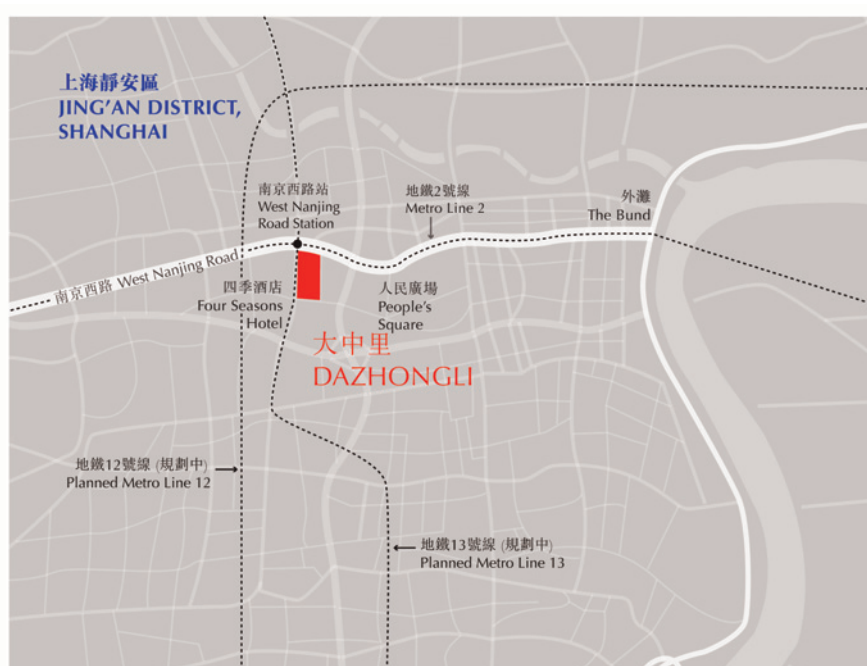 上海靜安區
JING'AN DISTRICT,
SHANGHAI
南京西路站
West Nanjing
Road Station
地鐵2號線
Metro Line 2
外灘
The Bund
南京西路 West Nanjing Road
四季酒店
Four Seasons
Hotel
人民廣場
People's
Square
大中里
DAZHONGLI
地鐵12號線 (規劃中)
Planned Metro Line 12
地鐵13號線 (規劃中)
Planned Metro Line 13